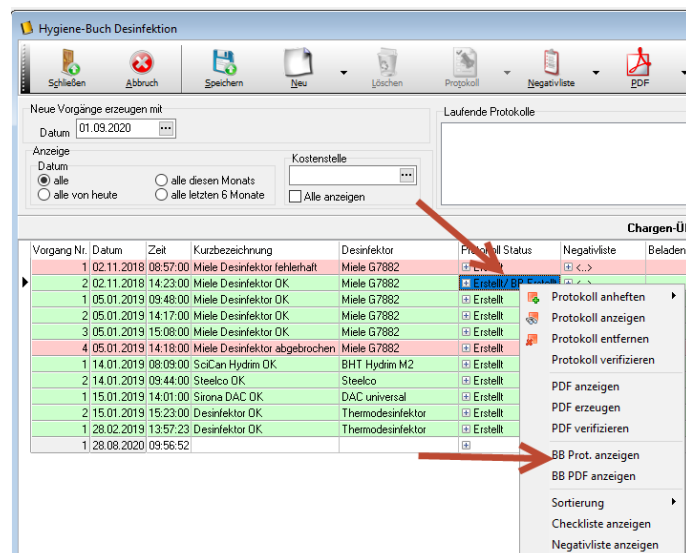 Hygiene-Buch Desinfektion
Schließen Abbruch Speichern Neu Löschen Protokoll Negativliste PDF
Neue Vorgänge erzeugen mit
Datum 01.09.2020 ...
Laufende Protokolle
Anzeige
Datum
alle alle diesen Monats
alle von heute alle letzten 6 Monate
Kostenstelle
...
Alle anzeigen
Chargen-Ü
Vorgang Nr. Datum Zeit Kurzbezeichnung Desinfektor Protokoll Status Negativliste Beladen
1 02.11.2018 08:57:00 Miele Desinfektor fehlerhaft Miele G7882 Erstellt <..>
2 02.11.2018 14:23:00 Miele Desinfektor OK Miele G7882 Erstellt/ BB Erstellt <..>
1 05.01.2019 09:48:00 Miele Desinfektor OK Miele G7882 Erstellt
2 05.01.2019 14:17:00 Miele Desinfektor OK Miele G7882 Erstellt
3 05.01.2019 15:08:00 Miele Desinfektor OK Miele G7882 Erstellt
4 05.01.2019 14:18:00 Miele Desinfektor abgebrochen Miele G7882 Erstellt
1 14.01.2019 08:09:00 SciCan Hydrim OK BHT Hydrim M2 Erstellt
2 14.01.2019 09:44:00 Steelco OK Steelco Erstellt
1 15.01.2019 14:01:00 Sirona DAC OK DAC universal Erstellt
2 15.01.2019 15:23:00 Desinfektor OK Thermodesinfektor Erstellt
1 28.02.2019 13:57:23 Desinfektor OK Thermodesinfektor Erstellt
1 28.08.2020 09:56:52
Protokoll anheften
Protokoll anzeigen
Protokoll entfernen
Protokoll verifizieren
PDF anzeigen
PDF erzeugen
PDF verifizieren
BB Prot. anzeigen
BB PDF anzeigen
Sortierung
Checkliste anzeigen
Negativliste anzeigen